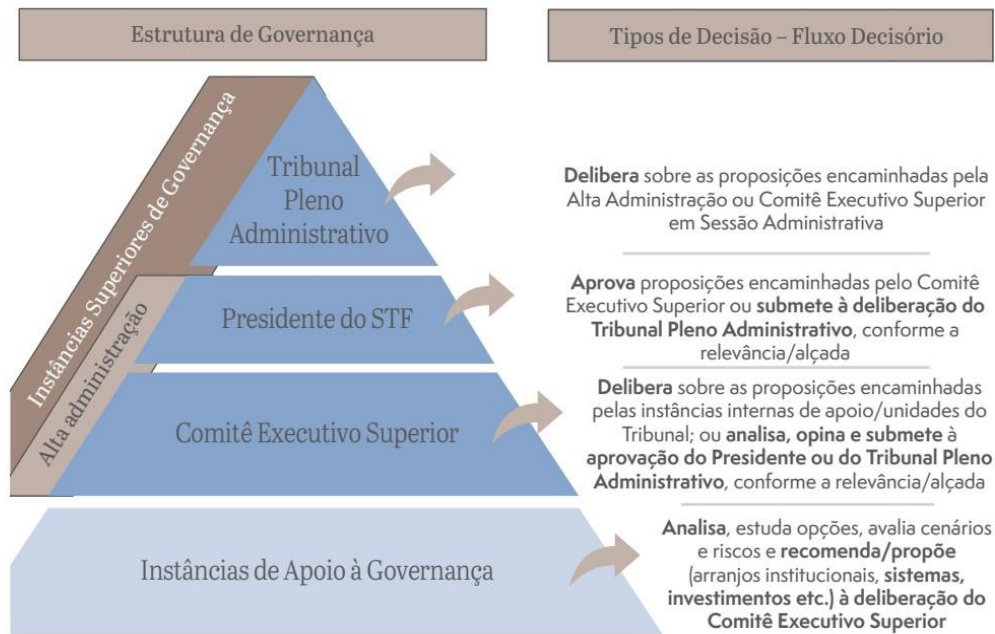 Estrutura de Governança
Tipos de Decisão – Fluxo Decisório
Instâncias Superiores de Governança
Alta administração
Tribunal
Pleno
Administrativo
Delibera sobre as proposições encaminhadas pela
Alta Administração ou Comitê Executivo Superior
em Sessão Administrativa
Presidente do STF
Aprova proposições encaminhadas pelo Comitê
Executivo Superior ou submete à deliberação do
Tribunal Pleno Administrativo, conforme a
relevância/alçada
Comitê Executivo Superior
Delibera sobre as proposições encaminhadas
pelas instâncias internas de apoio/unidades do
Tribunal; ou analisa, opina e submete à
aprovação do Presidente ou do Tribunal Pleno
Administrativo, conforme a relevância/alçada
Instâncias de Apoio à Governança
Analisa, estuda opções, avalia cenários
e riscos e recomenda/propõe
(arranjos institucionais, sistemas,
investimentos etc.) à deliberação do
Comitê Executivo Superior